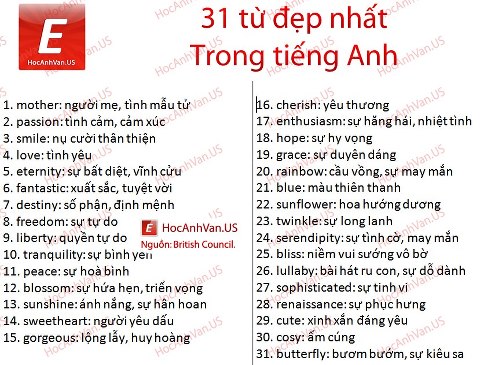 E
HocAnhVan.US
31 từ đẹp nhất
Trong tiếng Anh
1. mother: người mẹ, tình mẫu tử
2. passion: tình cảm, cảm xúc
3. smile: nụ cười thân thiện
4. love: tình yêu
5. eternity: sự bất diệt, vĩnh cửu
6. fantastic: xuất sắc, tuyệt vời
7. destiny: số phận, định mệnh
8. freedom: sự tự do
9. liberty: quyền tự do
10. tranquility: sự bình yên
11. peace: sự hoà bình
12. blossom: sự hứa hẹn, triển vọng
13. sunshine: ánh nắng, sự hân hoan
14. sweetheart: người yêu dấu
15. gorgeous: lộng lẫy, huy hoàng
E HocAnhVan.US
Nguồn: British Council.
16. cherish: yêu thương
17. enthusiasm: sự hăng hái, nhiệt tình
18. hope: sự hy vọng
19. grace: sự duyên dáng
20. rainbow: cầu vồng, sự may mắn
21. blue: màu thiên thanh
22. sunflower: hoa hướng dương
23. twinkle: sự long lanh
24. serendipity: sự tình cờ, may mắn
25. bliss: niềm vui sướng vô bờ
26. lullaby: bài hát ru con, sự dỗ dành
27. sophisticated: sự tinh vi
28. renaissance: sự phục hưng
29. cute: xinh xắn đáng yêu
30. cosy: ấm cúng
31. butterfly: bươm bướm, sự kiêu sa